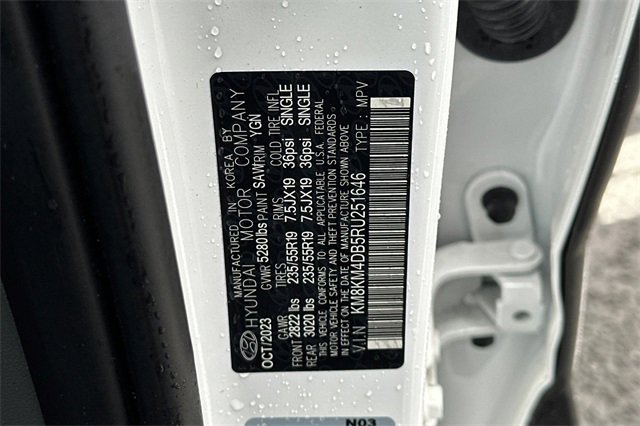 MANUFACTURED IN KOREA BY
HYUNDAI MOTOR COMPANY
OCT/2023 GVWR 5280lbs PAINT SAW TRIM YGN
GAWR TIRES RIMS COLD TIRE INFL
FRONT 2822 lbs 235/55R19 7.5JX19 36psi SINGLE
REAR 3020 lbs 235/55R19 7.5JX19 36psi SINGLE
THIS VEHICLE CONFORMS TO ALL APPLICABLE U.S.A. FEDERAL
MOTOR VEHICLE SAFETY AND THEFT PREVENTION STANDARDS
IN EFFECT ON THE DATE OF MANUFACTURE SHOWN ABOVE
VIN KM8KM4DB5RU251646 TYPE : MPV
N03